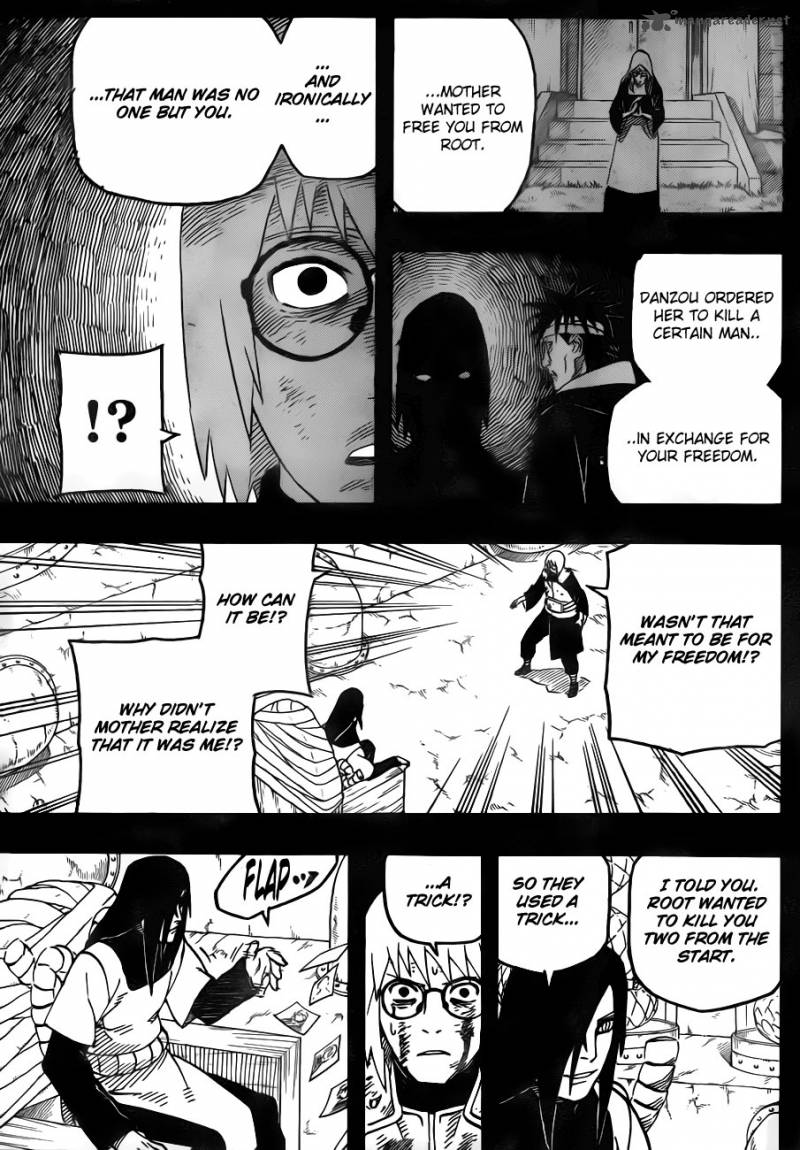 mangareader.net
...MOTHER
WANTED TO
FREE YOU FROM
ROOT.
DANZOU ORDERED
HER TO KILL A
CERTAIN MAN..
..IN EXCHANGE FOR
YOUR FREEDOM.
...
AND
IRONICALLY
...
...THAT MAN WAS NO
ONE BUT YOU.
!?
WASN'T THAT
MEANT TO BE FOR
MY FREEDOM!?
HOW CAN
IT BE!?
WHY DIDN'T
MOTHER REALIZE
THAT IT WAS ME!?
I TOLD YOU.
ROOT WANTED
TO KILL YOU
TWO FROM THE
START.
SO THEY
USED A
TRICK...
...A
TRICK!?
FLAP...